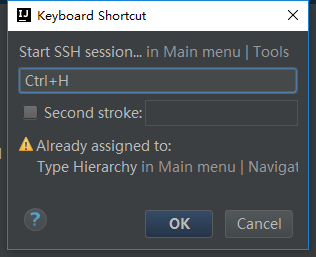 IJ
Keyboard Shortcut
Start SSH session... in Main menu | Tools
Ctrl+H
Second stroke:
Already assigned to:
Type Hierarchy in Main menu | Navigat
?
OK
Cancel